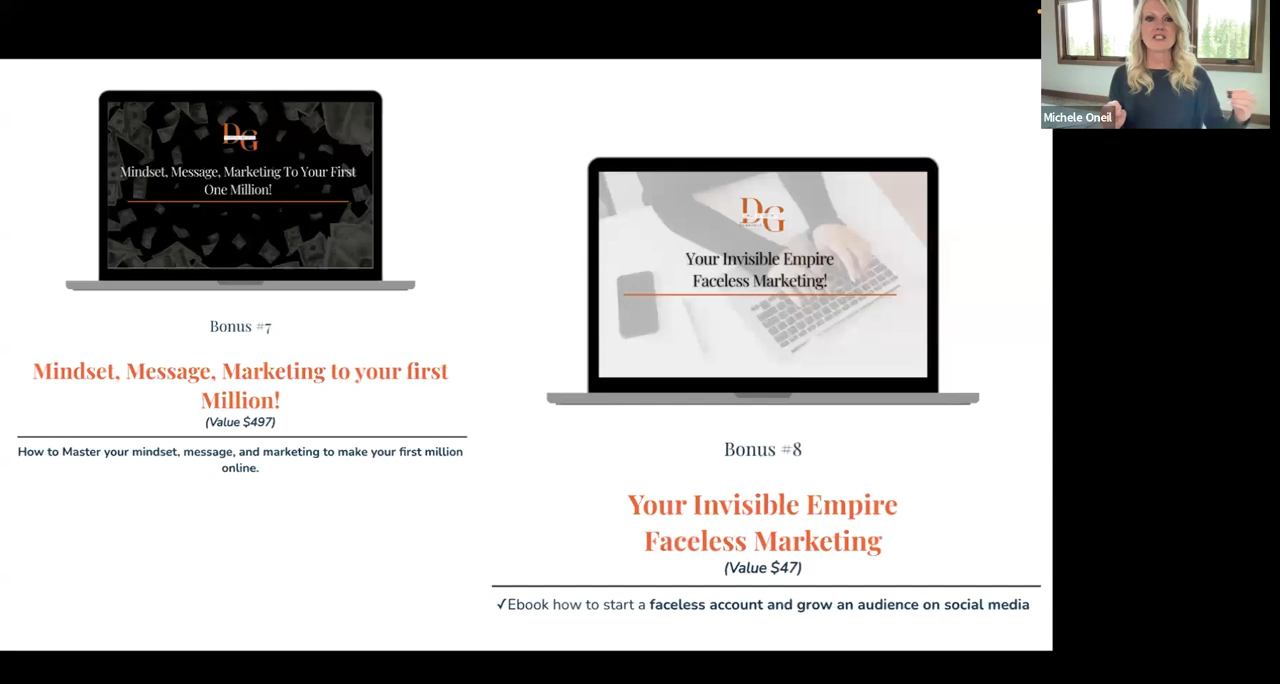 Michele Oneil
DG
Mindset, Message, Marketing To Your First
One Million!
Bonus #7
Mindset, Message, Marketing to your first
Million!
(Value $497)
How to Master your mindset, message, and marketing to make your first million
online.
DG
Your Invisible Empire
Faceless Marketing!
Bonus #8
Your Invisible Empire
Faceless Marketing
(Value $47)
✓Ebook how to start a faceless account and grow an audience on social media